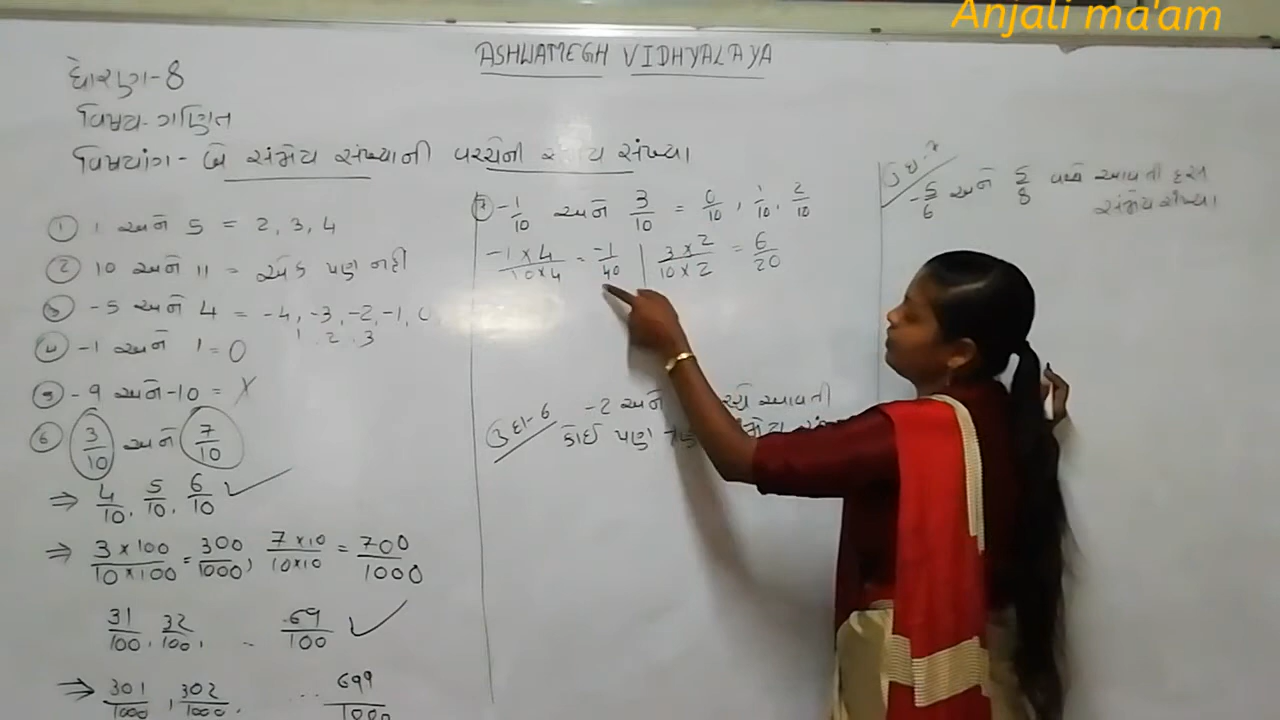 Anjali ma'am
ASHWAMEGH VIDHYALAYA
ધોરણ-8
વિષય-ગણિત
વિષયાંગ - બે સંમેય સંખ્યાની વચ્ચેની સંખ્યા
① 1 અને 5 = 2, 3, 4
② 10 અને 11 = એક પણ નહી
③ -5 અને 4 = -4, -3, -2, -1, 0
1, 2, 3
④ -1 અને 1 = 0
⑤ -9 અને -10 = X
⑥ 3/10 અને 7/10
⇒ 4/10, 5/10, 6/10 ✓
⇒ 3×100/10×100 = 300/1000, 7×10/10×10 = 700/1000
31/100, 32/100, .. 69/100 ✓
⇒ 301/1000, 302/1000, .. 699/1000
⑦ -1/10 અને 3/10 = 0/10, 1/10, 2/10
-1×4/10×4 = -1/40 | 3×2/10×2 = 6/20
ઉદા-6 -2 અને આવતી
કોઈ પણ
ઉદા-7
-5/6 અને 5/8 વચ્ચે આવતી દસ
સંમેય સંખ્યા